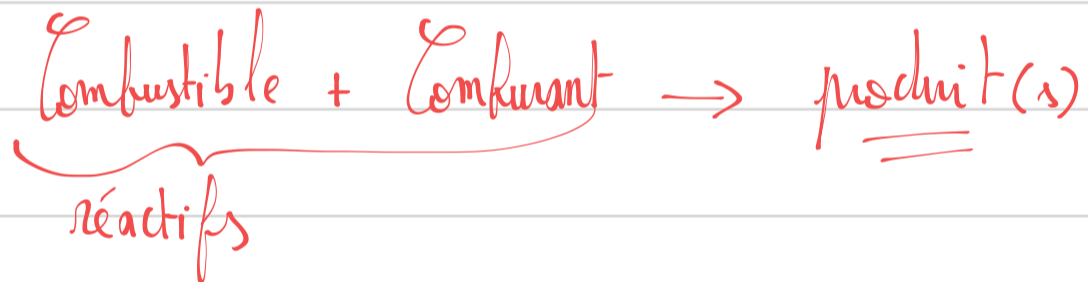 Combustible + Comburant → produit(s)
réactifs